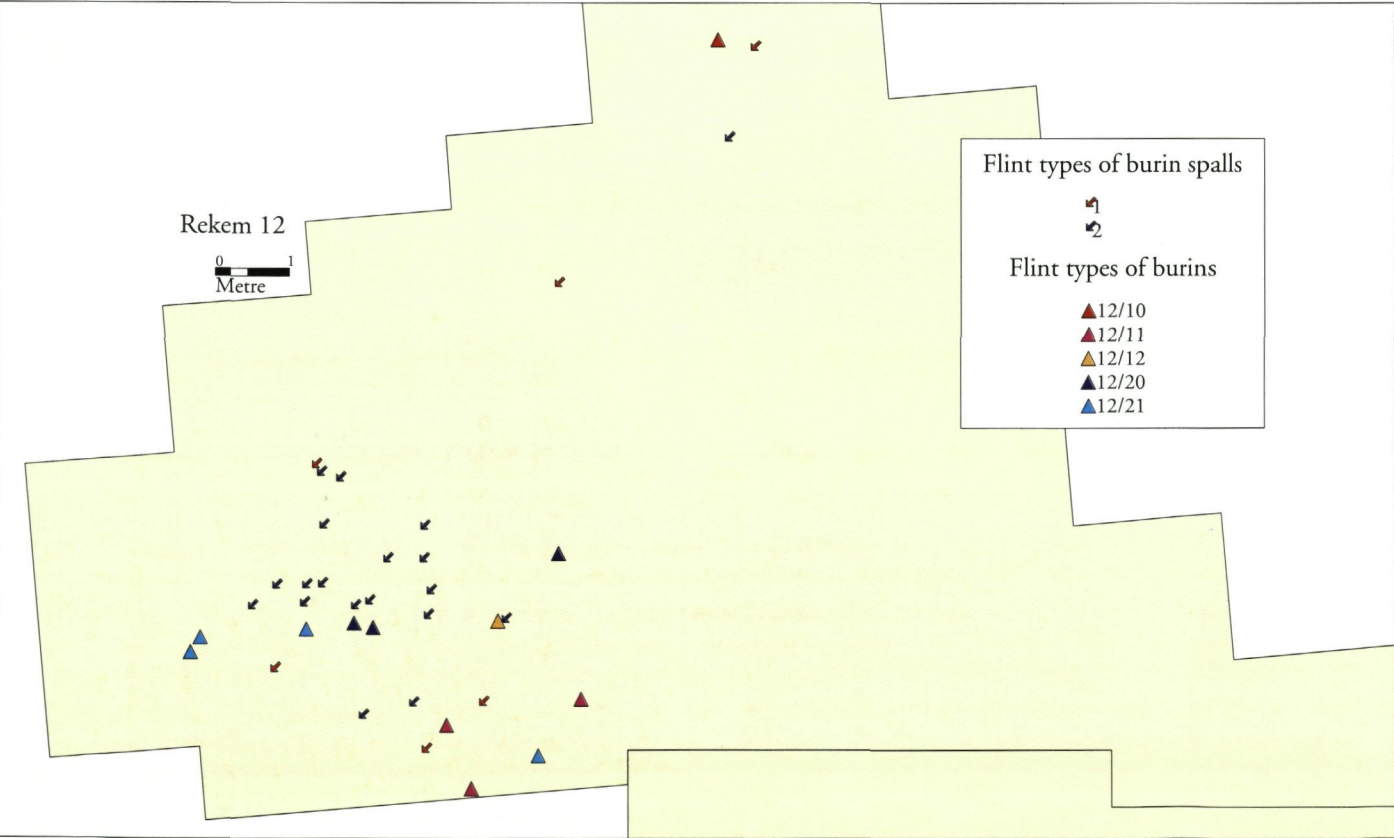 Rekem 12
0 1
Metre
Flint types of burin spalls
1
2
Flint types of burins
12/10
12/11
12/12
12/20
12/21